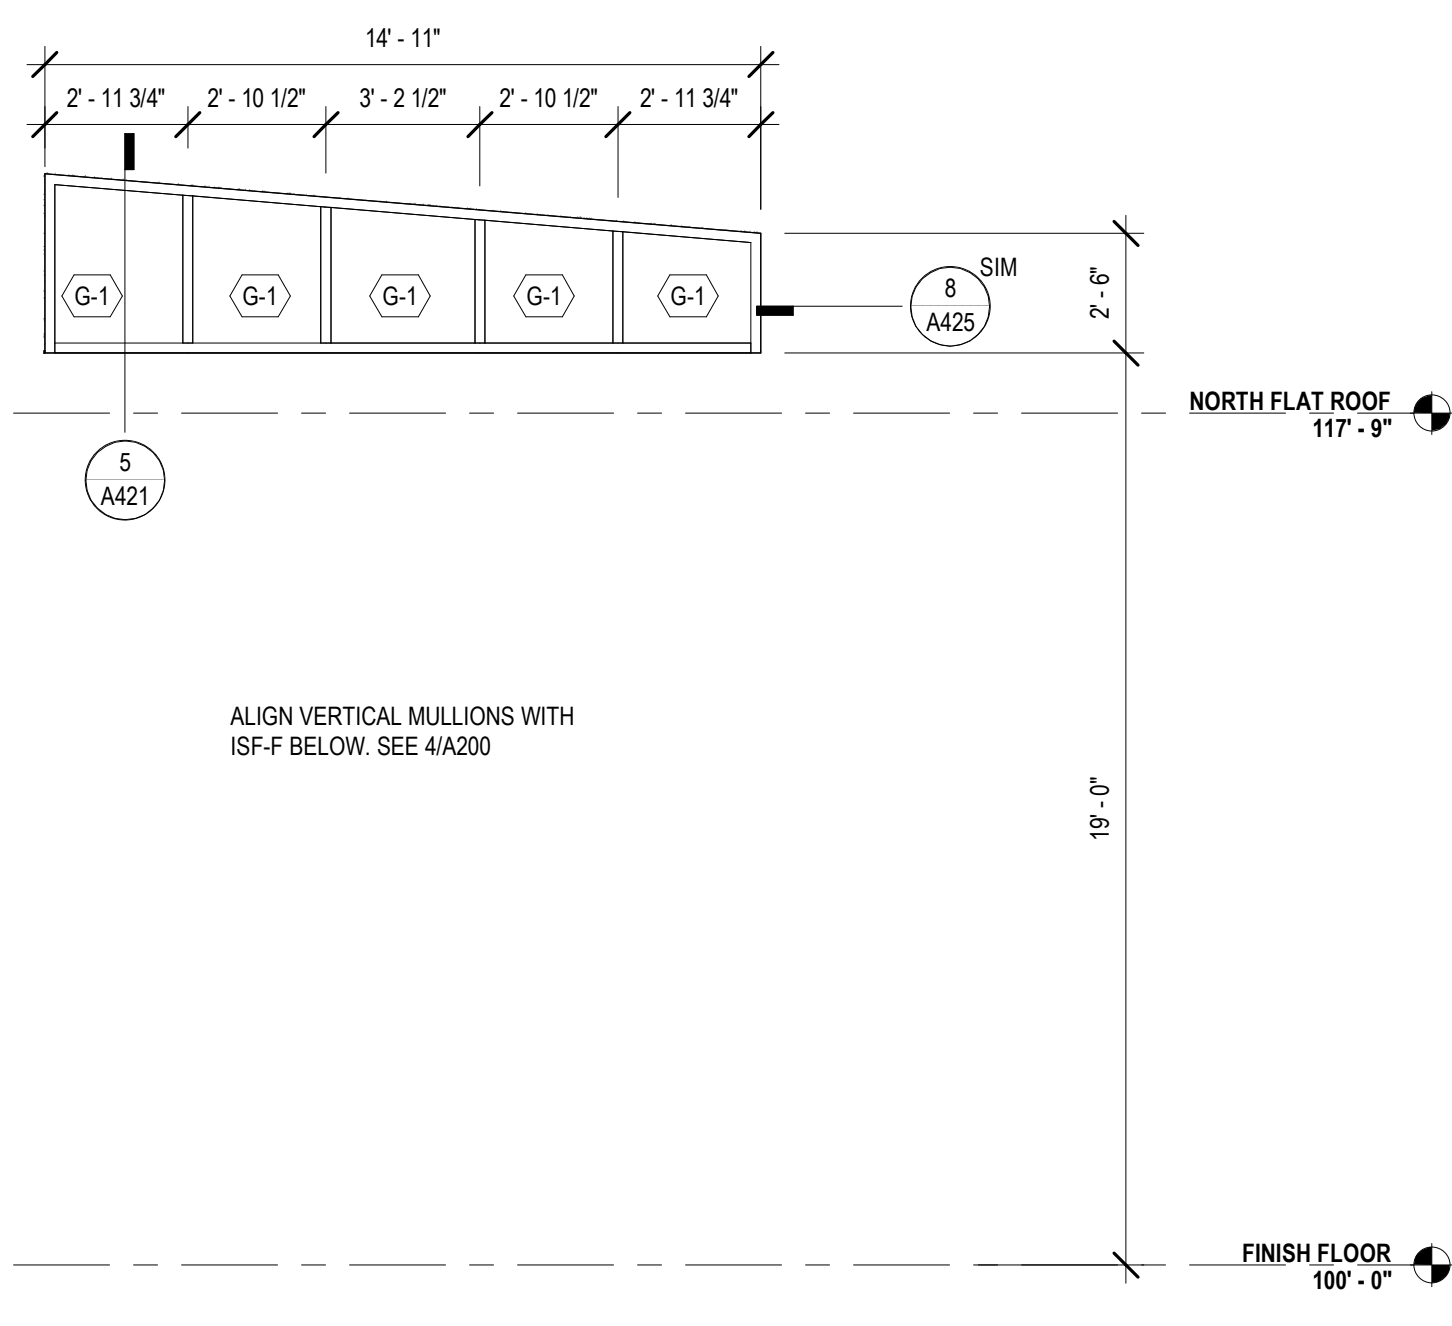 14' - 11"
2' - 11 3/4"
2' - 10 1/2"
3' - 2 1/2"
2' - 10 1/2"
2' - 11 3/4"
G-1
G-1
G-1
G-1
G-1
SIM
8
A425
2' - 6"
NORTH FLAT ROOF
117' - 9"
5
A421
ALIGN VERTICAL MULLIONS WITH
ISF-F BELOW. SEE 4/A200
19' - 0"
FINISH FLOOR
100' - 0"